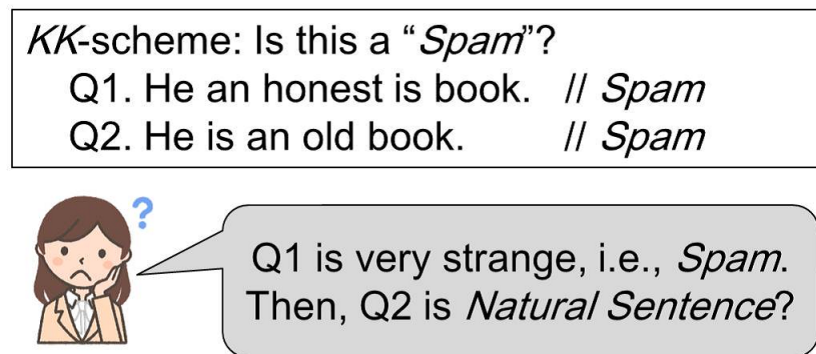 KK-scheme: Is this a “Spam”?
Q1. He an honest is book. // Spam
Q2. He is an old book. // Spam
?
Q1 is very strange, i.e., Spam.
Then, Q2 is Natural Sentence?